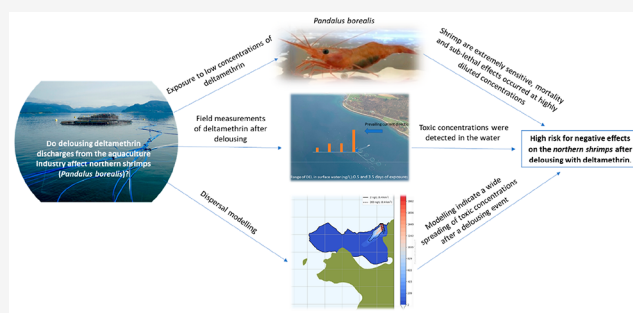 Pandalus borealis
Exposure to low concentrations of
deltamethrin
Shrimp are extremely sensitive, mortality
and sub-lethal effects occurred at highly
diluted concentrations
Do delousing deltamethrin
discharges from the aquaculture
industry affect northern shrimps
(Pandalus borealis)?
Field measurements
of deltamethrin after
delousing
Toxic concentrations were
detected in the water
High risk for negative effects
on the northern shrimps after
delousing with deltamethrin.
Dispersal modelling
Modelling indicate a wide
spreading of toxic concentrations
after a delousing event